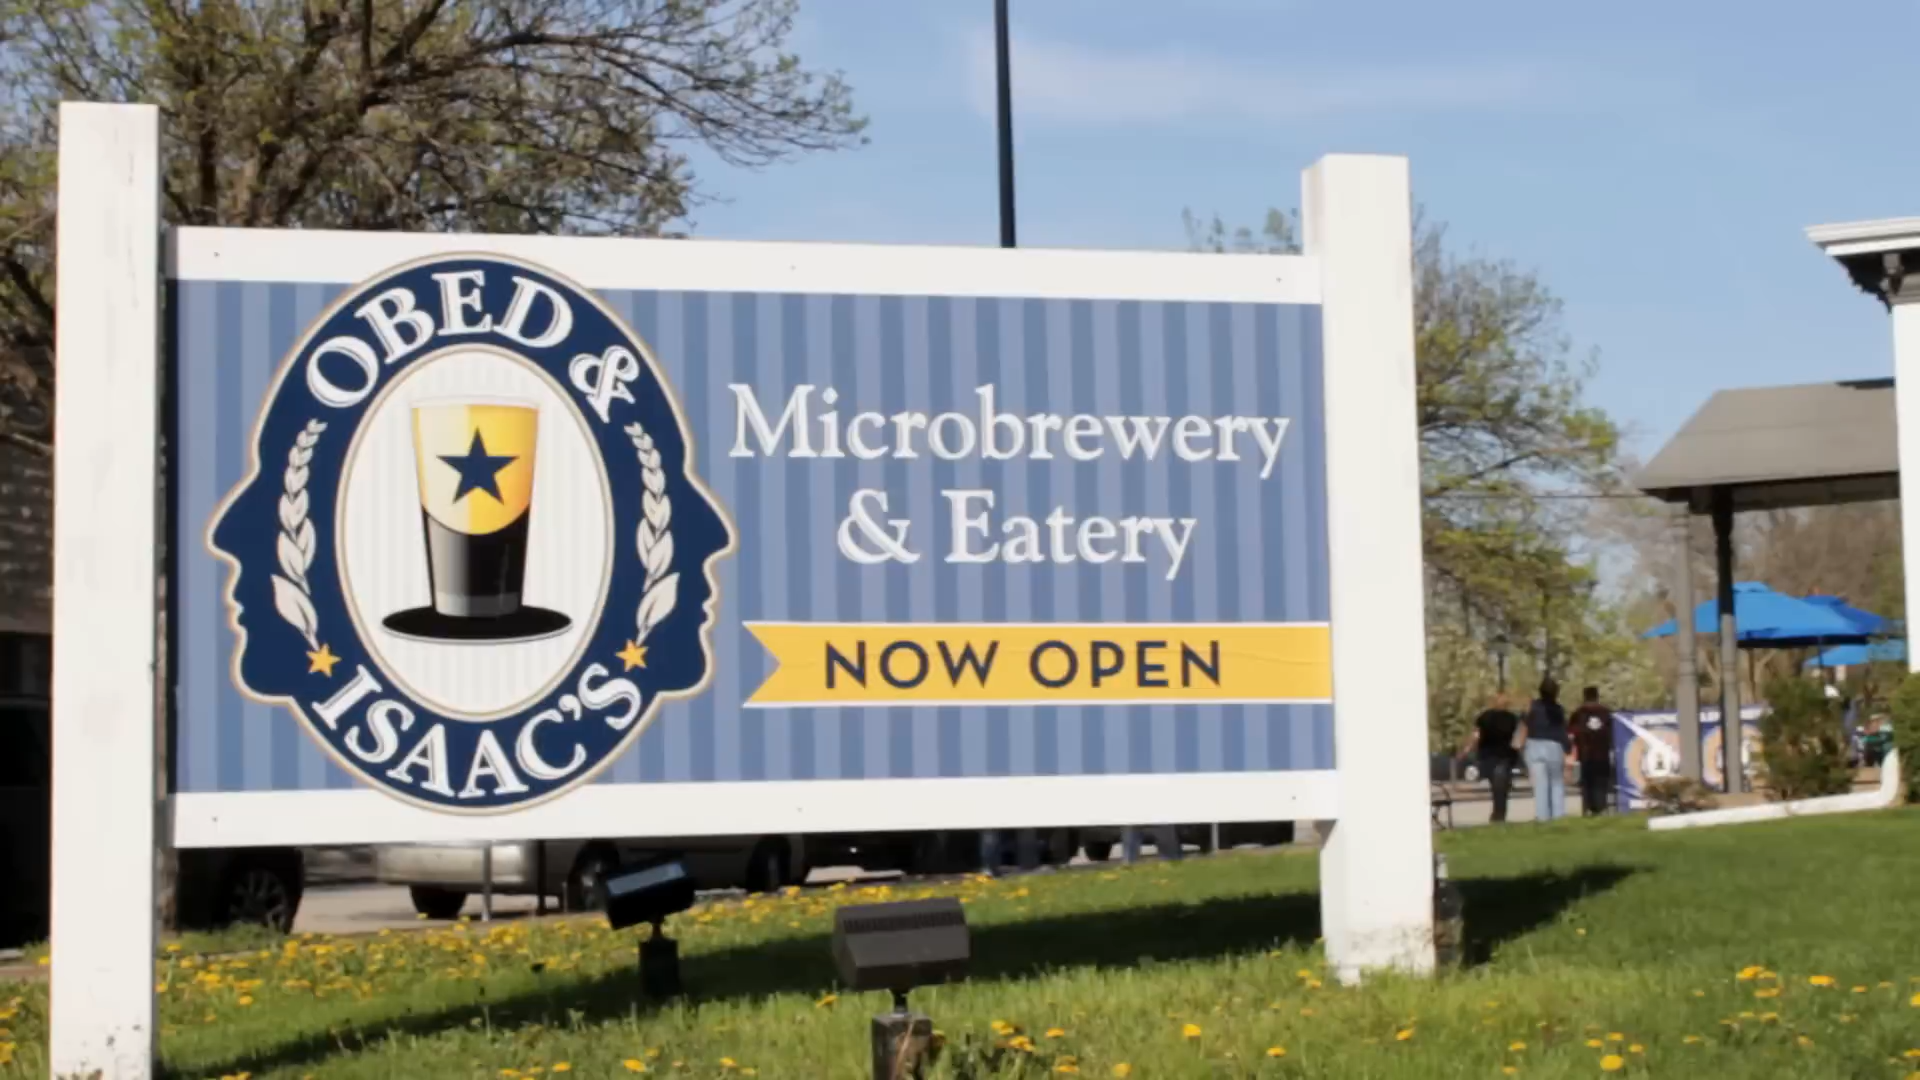 OBED &
ISAAC'S
Microbrewery
& Eatery
NOW OPEN